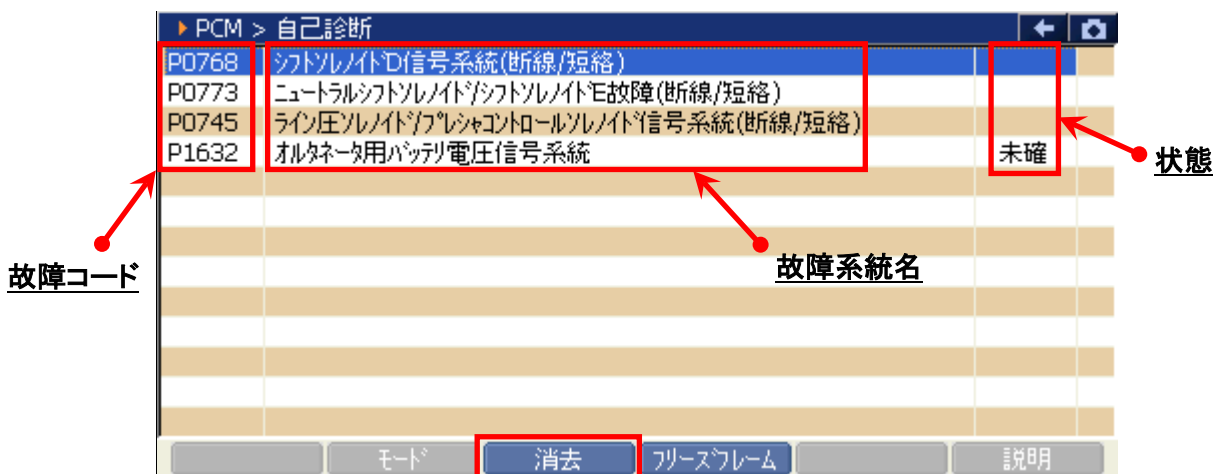 PCM > 自己診断
P0768 ｼﾌﾄｿﾚﾉｲﾄﾞD信号系統(断線/短絡)
P0773 ﾆｭｰﾄﾗﾙｼﾌﾄｿﾚﾉｲﾄﾞ/ｼﾌﾄｿﾚﾉｲﾄﾞE故障(断線/短絡)
P0745 ﾗｲﾝ圧ｿﾚﾉｲﾄﾞ/ﾌﾟﾚｼｬｺﾝﾄﾛｰﾙｿﾚﾉｲﾄﾞ信号系統(断線/短絡)
P1632 ｵﾙﾀﾈｰﾀ用ﾊﾞｯﾃﾘ電圧信号系統 未確
状態
故障コード
故障系統名
ﾓｰﾄﾞ 消去 ﾌﾘｰｽﾞﾌﾚｰﾑ 説明